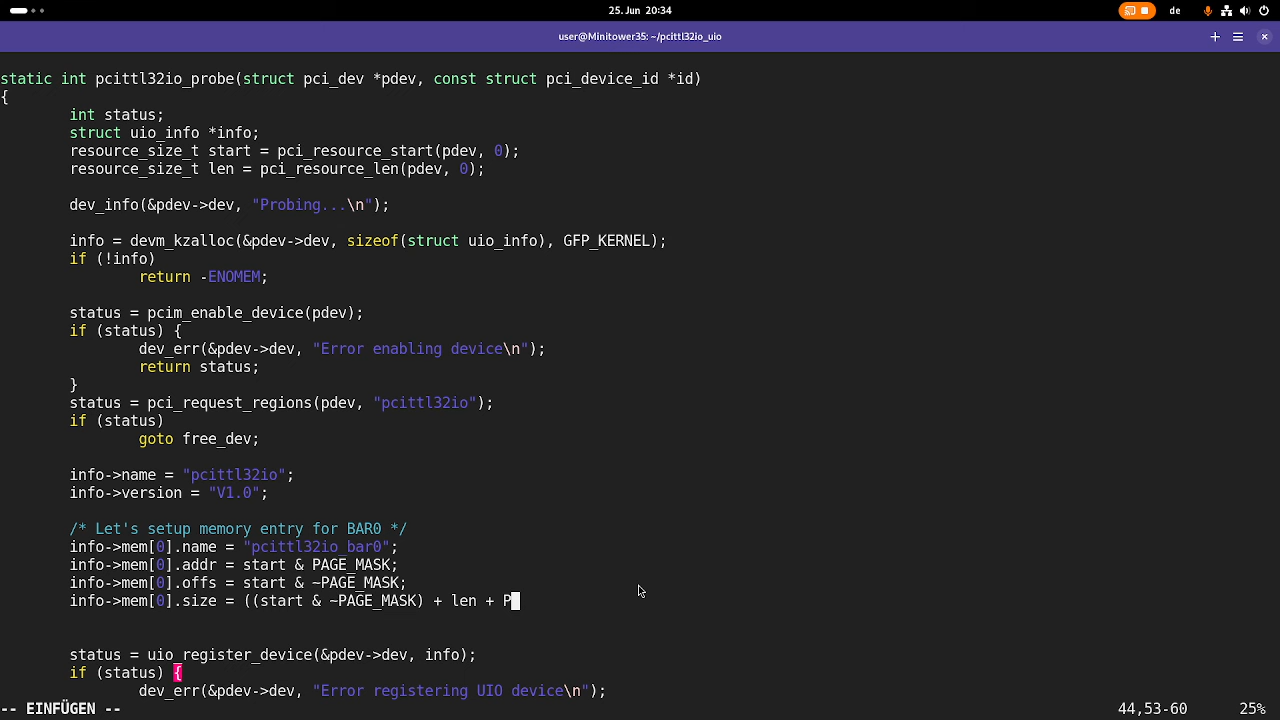 25. Jun 20:34
de
user@Minitower35: ~/pcittl32io_uio
static int pcittl32io_probe(struct pci_dev *pdev, const struct pci_device_id *id)
{
        int status;
        struct uio_info *info;
        resource_size_t start = pci_resource_start(pdev, 0);
        resource_size_t len = pci_resource_len(pdev, 0);
        dev_info(&pdev->dev, "Probing...\n");
        info = devm_kzalloc(&pdev->dev, sizeof(struct uio_info), GFP_KERNEL);
        if (!info)
                return -ENOMEM;
        status = pcim_enable_device(pdev);
        if (status) {
                dev_err(&pdev->dev, "Error enabling device\n");
                return status;
        }
        status = pci_request_regions(pdev, "pcittl32io");
        if (status)
                goto free_dev;
        info->name = "pcittl32io";
        info->version = "V1.0";
        /* Let's setup memory entry for BAR0 */
        info->mem[0].name = "pcittl32io_bar0";
        info->mem[0].addr = start & PAGE_MASK;
        info->mem[0].offs = start & ~PAGE_MASK;
        info->mem[0].size = ((start & ~PAGE_MASK) + len + P
        status = uio_register_device(&pdev->dev, info);
        if (status) {
                dev_err(&pdev->dev, "Error registering UIO device\n");
-- EINFÜGEN -- 44,53-60 25%